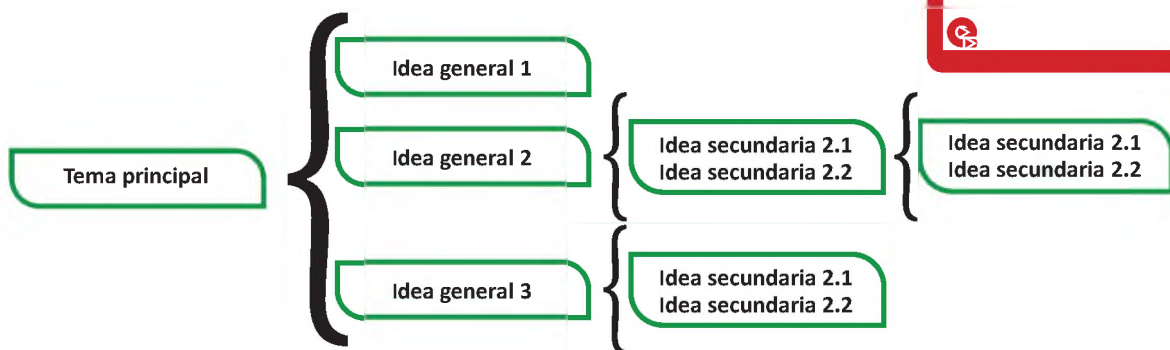 Tema principal
Idea general 1
Idea general 2
Idea secundaria 2.1
Idea secundaria 2.2
Idea secundaria 2.1
Idea secundaria 2.2
Idea general 3
Idea secundaria 2.1
Idea secundaria 2.2